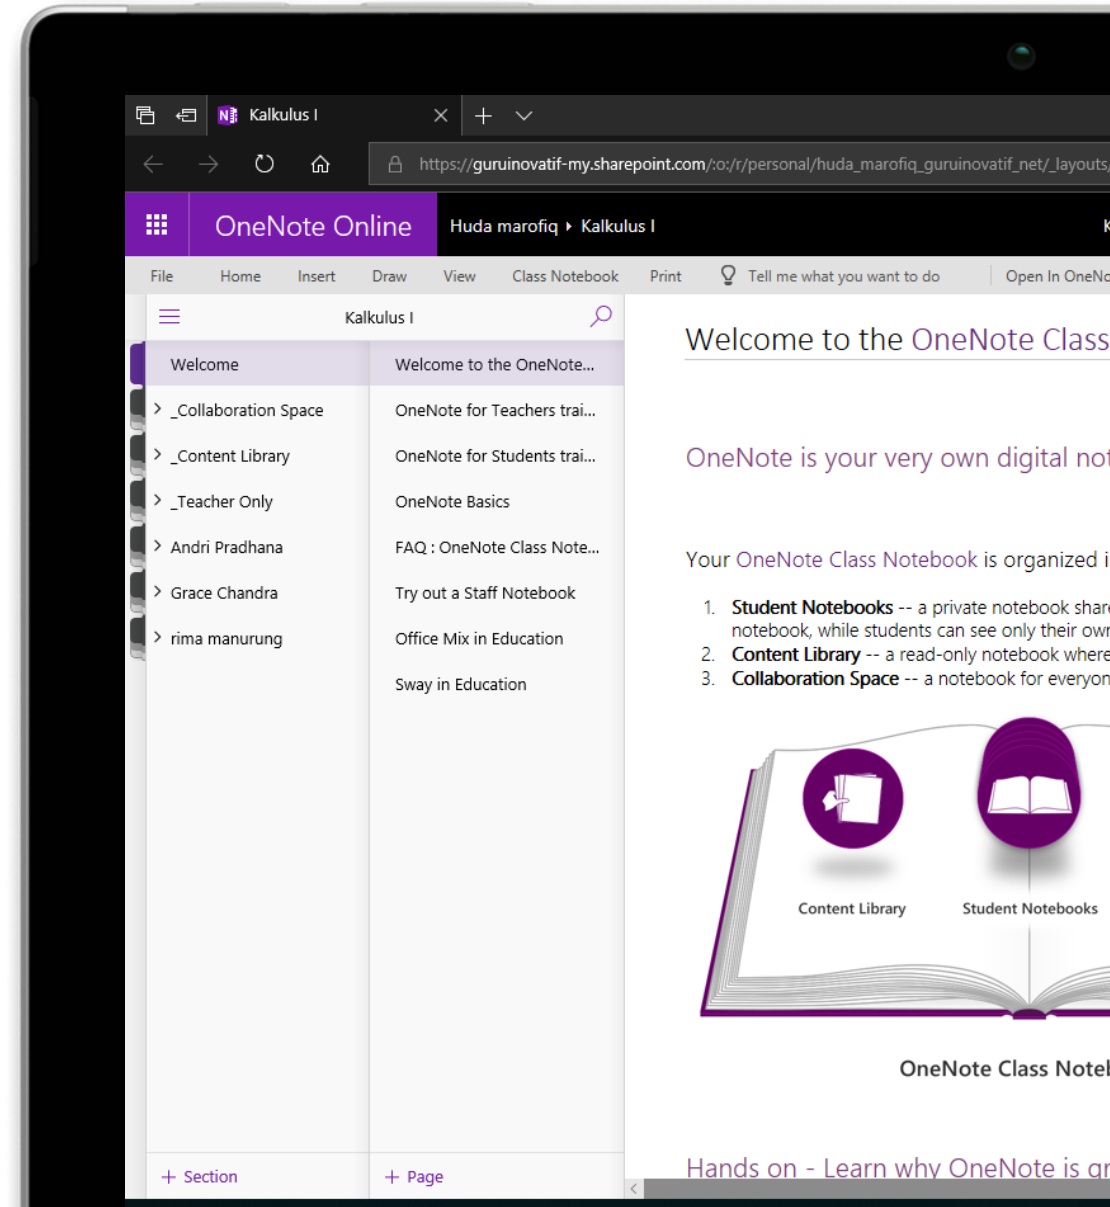 Kalkulus I
https://guruinovatif-my.sharepoint.com/:o:/r/personal/huda_marofiq_guruinovatif_net/_layouts/
OneNote Online
Huda marofiq ▸ Kalkulus I
File Home Insert Draw View Class Notebook Print Tell me what you want to do Open In
Kalkulus I
Welcome
_Collaboration Space
_Content Library
_Teacher Only
Andri Pradhana
Grace Chandra
rima manurung
+ Section
Welcome to the OneNote...
OneNote for Teachers trai...
OneNote for Students trai...
OneNote Basics
FAQ : OneNote Class Note...
Try out a Staff Notebook
Office Mix in Education
Sway in Education
+ Page
Welcome to the OneNote Class
OneNote is your very own digital
Your OneNote Class Notebook is organized
1. Student Notebooks -- a private notebook
notebook, while students can see only their
2. Content Library -- a read-only notebook where
3. Collaboration Space -- a notebook for
Content Library
Student Notebooks
OneNote Class
Hands on - Learn why OneNote is